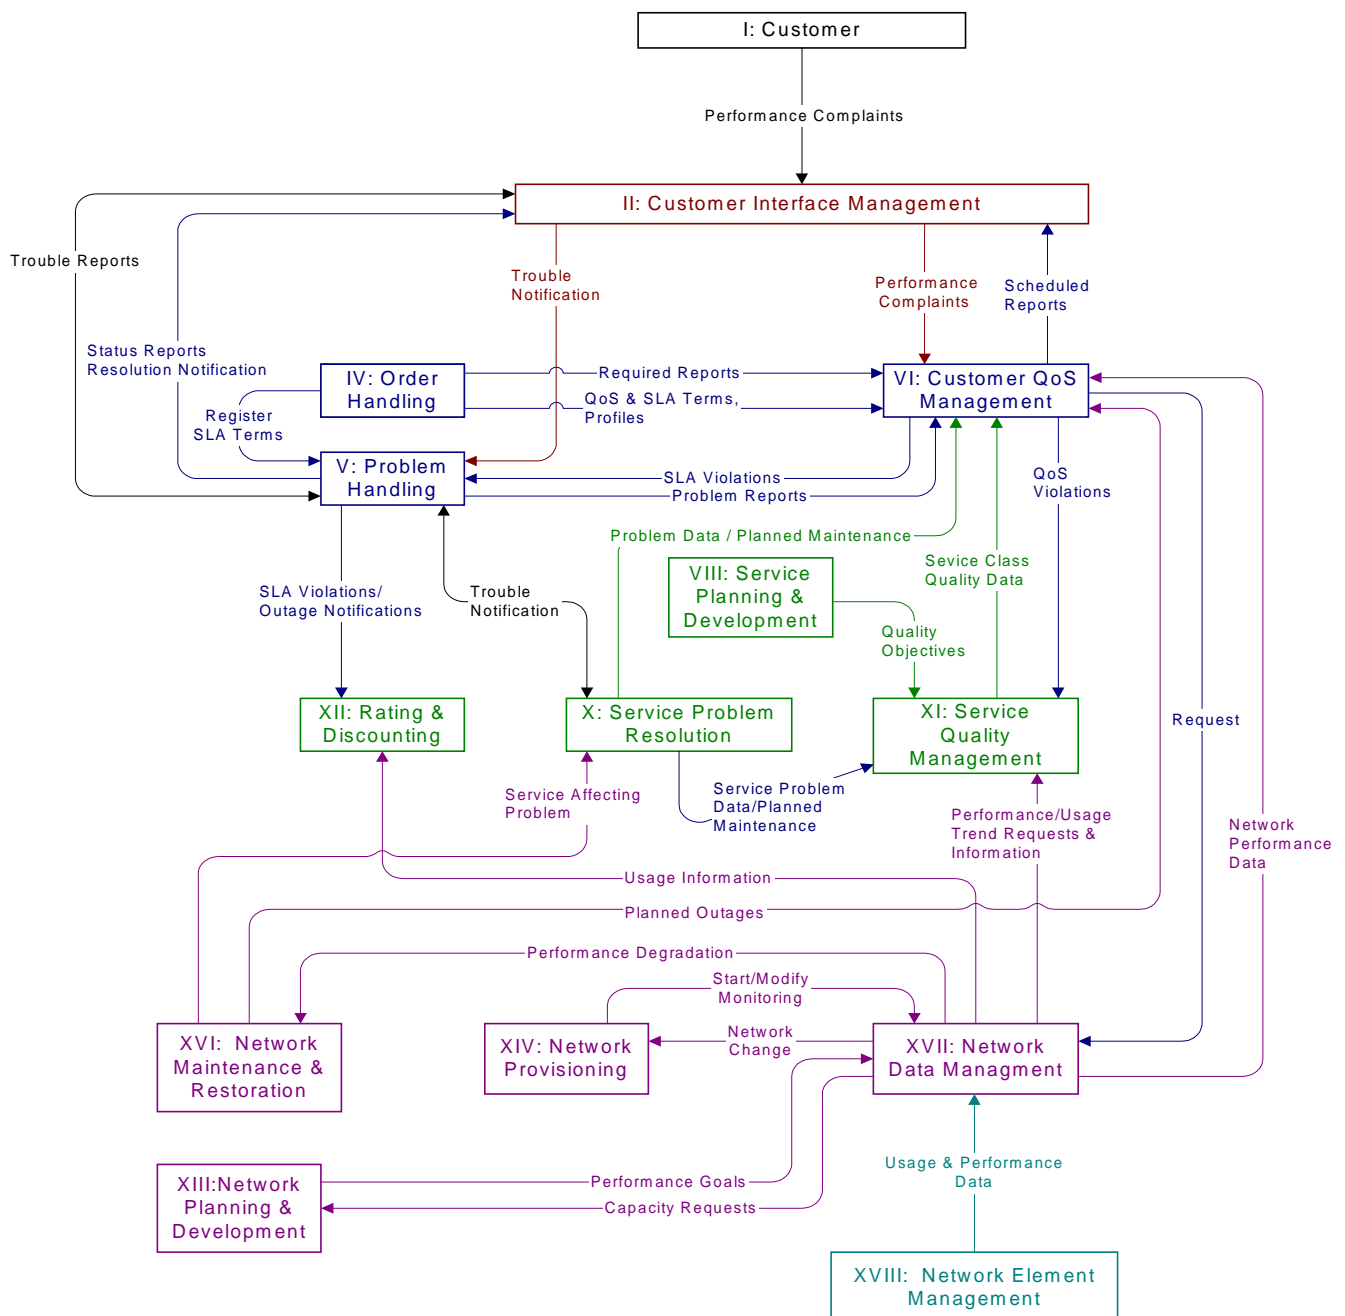 I: Customer
Performance Complaints
II: Customer Interface Management
Trouble Reports
Trouble
Notification
Performance
Complaints
Scheduled
Reports
Status Reports
Resolution Notification
IV: Order
Handling
Required Reports
QoS & SLA Terms,
Profiles
VI: Customer QoS
Management
Register
SLA Terms
V: Problem
Handling
SLA Violations
Problem Reports
QoS
Violations
Problem Data / Planned Maintenance
Sevice Class
Quality Data
VIII: Service
Planning &
Development
SLA Violations/
Outage Notifications
Trouble
Notification
Quality
Objectives
XII: Rating &
Discounting
X: Service Problem
Resolution
XI: Service
Quality
Management
Request
Service Affecting
Problem
Service Problem
Data/Planned
Maintenance
Performance/Usage
Trend Requests &
Information
Network
Performance
Data
Usage Information
Planned Outages
Performance Degradation
Start/Modify
Monitoring
XVI: Network
Maintenance &
Restoration
XIV: Network
Provisioning
Network
Change
XVII: Network
Data Managment
Usage & Performance
Data
XIII:Network
Planning &
Development
Performance Goals
Capacity Requests
XVIII: Network Element
Management